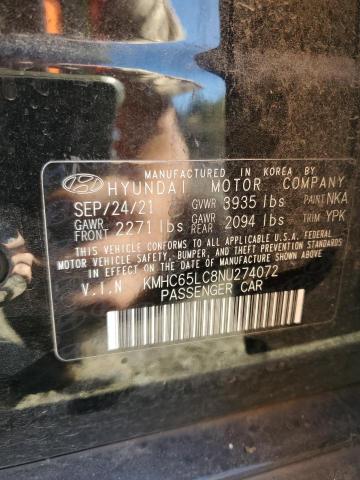 MANUFACTURED IN KOREA BY
HYUNDAI MOTOR COMPANY
SEP/24/21 GVWR 3935 lbs PAINT NKA
GAWR FRONT 2271 lbs GAWR REAR 2094 lbs TRIM YPK
THIS VEHICLE CONFORMS TO ALL APPLICABLE U.S.A. FEDERAL
MOTOR VEHICLE SAFETY, BUMPER, AND THEFT PREVENTION STANDARDS
IN EFFECT ON THE DATE OF MANUFACTURE SHOWN ABOVE.
V.I.N KMHC65LC8NU274072
PASSENGER CAR